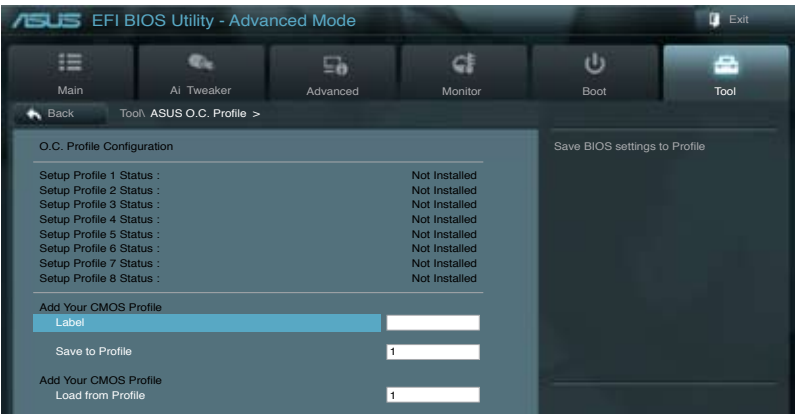 ASUS EFI BIOS Utility - Advanced Mode
Exit
Main
Ai Tweaker
Advanced
Monitor
Boot
Tool
Back
Tool\ ASUS O.C. Profile >
O.C. Profile Configuration
Save BIOS settings to Profile
Setup Profile 1 Status : Not Installed
Setup Profile 2 Status : Not Installed
Setup Profile 3 Status : Not Installed
Setup Profile 4 Status : Not Installed
Setup Profile 5 Status : Not Installed
Setup Profile 6 Status : Not Installed
Setup Profile 7 Status : Not Installed
Setup Profile 8 Status : Not Installed
Add Your CMOS Profile
Label
Save to Profile 1
Add Your CMOS Profile
Load from Profile 1